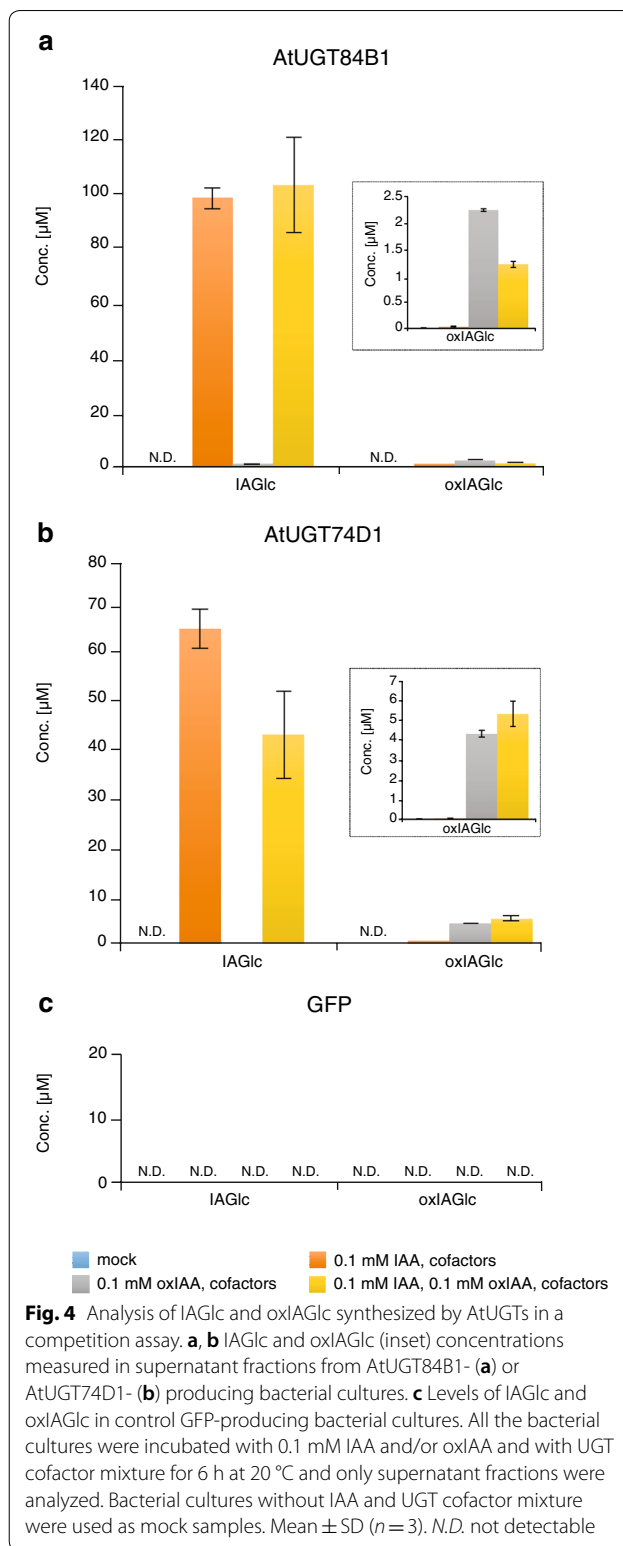 a
AtUGT84B1
140
120
100
80
60
40
20
0
Conc. [µM]
N.D.
N.D.
IAGlc
oxIAGlc
2.5
2
1.5
1
0.5
0
Conc. [µM]
oxIAGlc
b
AtUGT74D1
80
70
60
50
40
30
20
10
0
Conc. [µM]
N.D.
N.D.
IAGlc
oxIAGlc
7
6
5
4
3
2
1
0
Conc. [µM]
oxIAGlc
c
GFP
20
10
0
Conc. [µM]
N.D. N.D. N.D. N.D. N.D. N.D. N.D. N.D.
IAGlc
oxIAGlc
mock
0.1 mM IAA, cofactors
0.1 mM oxIAA, cofactors
0.1 mM IAA, 0.1 mM oxIAA, cofactors
Fig. 4 Analysis of IAGlc and oxIAGlc synthesized by AtUGTs in a
competition assay. a, b IAGlc and oxIAGlc (inset) concentrations
measured in supernatant fractions from AtUGT84B1- (a) or
AtUGT74D1- (b) producing bacterial cultures. c Levels of IAGlc and
oxIAGlc in control GFP-producing bacterial cultures. All the bacterial
cultures were incubated with 0.1 mM IAA and/or oxIAA and with UGT
cofactor mixture for 6 h at 20 °C and only supernatant fractions were
analyzed. Bacterial cultures without IAA and UGT cofactor mixture
were used as mock samples. Mean ± SD (n = 3). N.D. not detectable